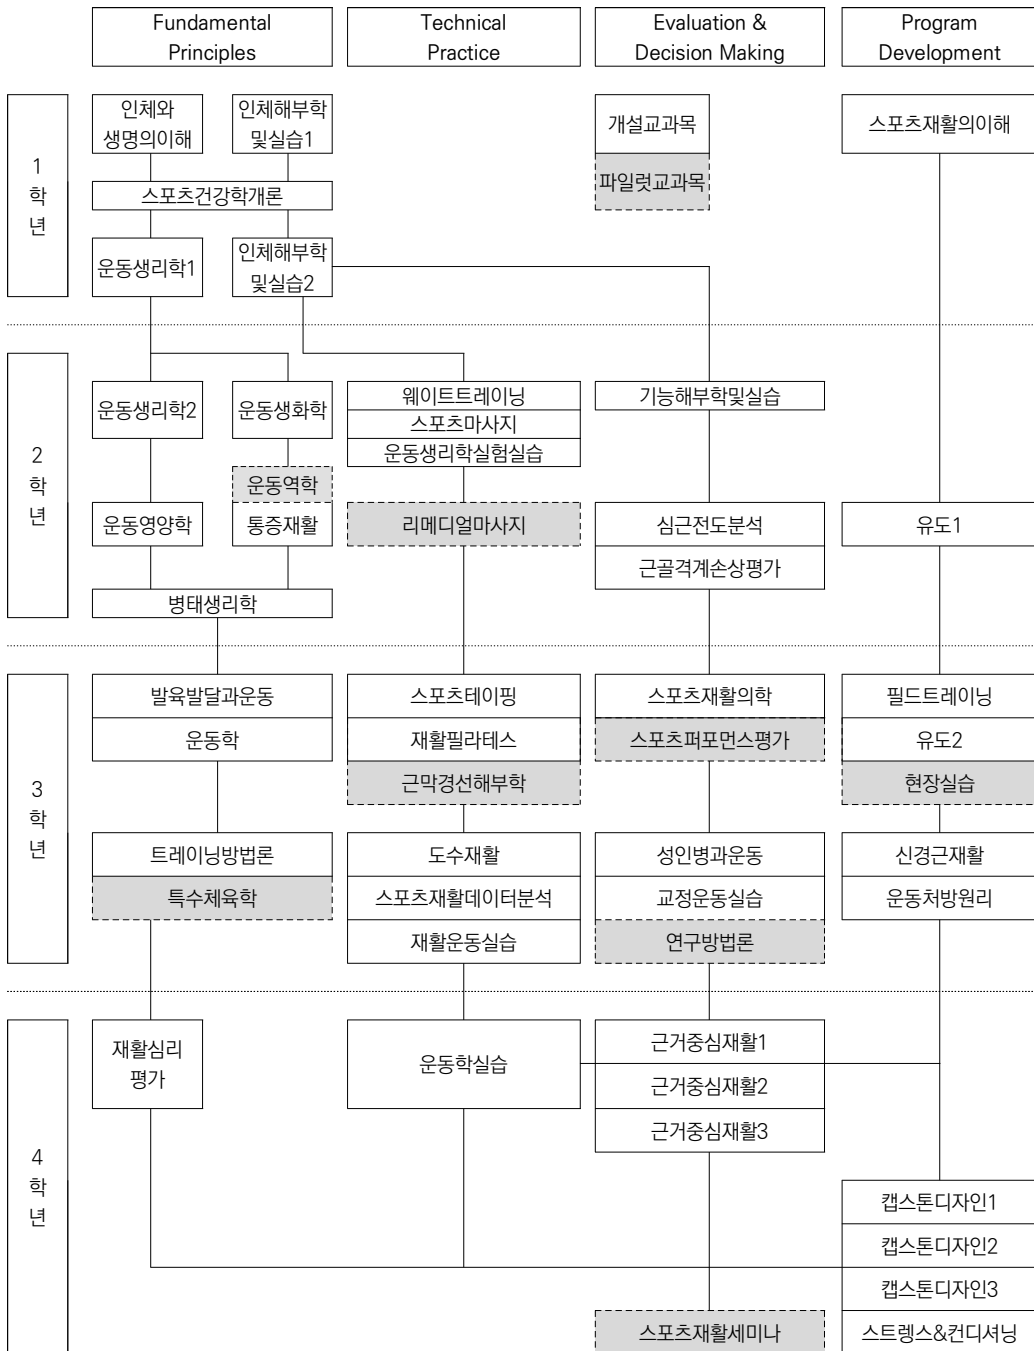 Fundamental
Principles
Technical
Practice
Evaluation &
Decision Making
Program
Development
1
학
년
인체와
생명의이해
인체해부학
및실습1
개설교과목
파일럿교과목
스포츠재활의이해
스포츠건강학개론
운동생리학1
인체해부학
및실습2
2
학
년
운동생리학2
운동생화학
웨이트트레이닝
스포츠마사지
운동생리학실험실습
기능해부학및실습
운동역학
운동영양학
통증재활
리메디얼마사지
심근전도분석
근골격계손상평가
유도1
병태생리학
3
학
년
발육발달과운동
운동학
스포츠테이핑
재활필라테스
근막경선해부학
스포츠재활의학
스포츠퍼포먼스평가
필드트레이닝
유도2
현장실습
트레이닝방법론
특수체육학
도수재활
스포츠재활데이터분석
재활운동실습
성인병과운동
교정운동실습
연구방법론
신경근재활
운동처방원리
4
학
년
재활심리
평가
운동학실습
근거중심재활1
근거중심재활2
근거중심재활3
캡스톤디자인1
캡스톤디자인2
캡스톤디자인3
스포츠재활세미나
스트렝스&컨디셔닝